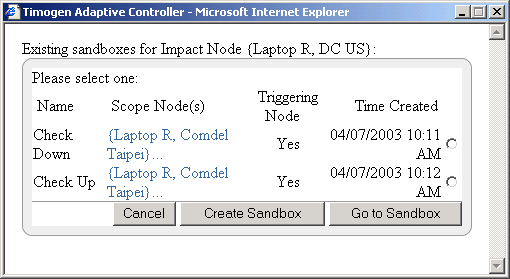 Timogen Adaptive Controller - Microsoft Internet Explorer
Existing sandboxes for Impact Node {Laptop R, DC US}:
Please select one:
Name Scope Node(s) Triggering Node Time Created
Check Down {Laptop R, Comdel Taipei}... Yes 04/07/2003 10:11 AM
Check Up {Laptop R, Comdel Taipei}... Yes 04/07/2003 10:12 AM
Cancel Create Sandbox Go to Sandbox